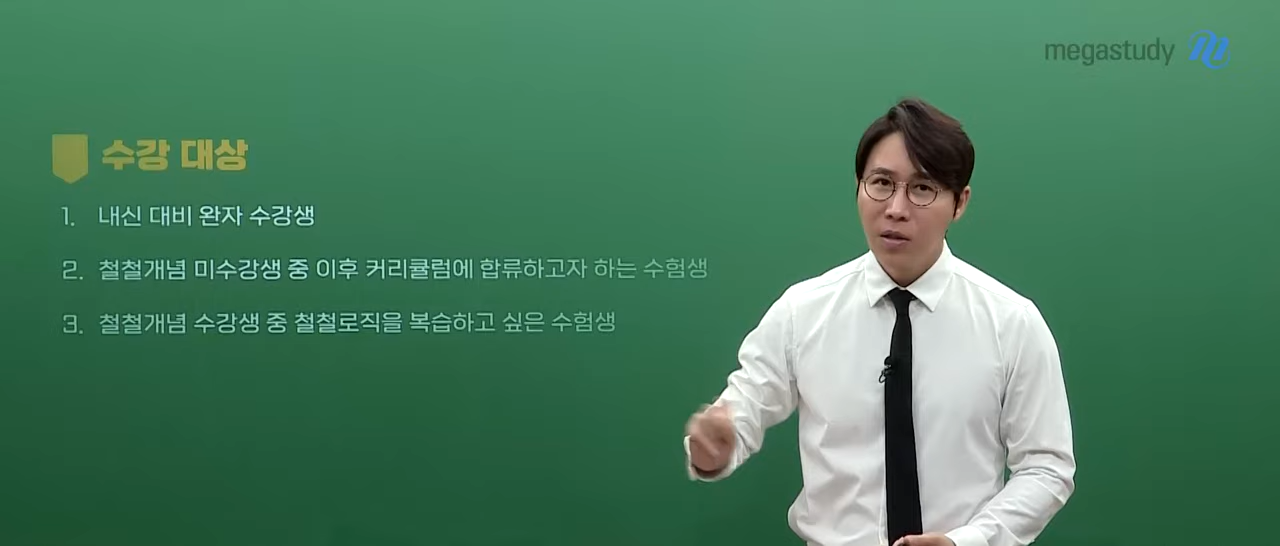 megastudy
수강 대상
1. 내신 대비 완자 수강생
2. 철철개념 미수강생 중 이후 커리큘럼에 합류하고자 하는 수험생
3. 철철개념 수강생 중 철철로직을 복습하고 싶은 수험생